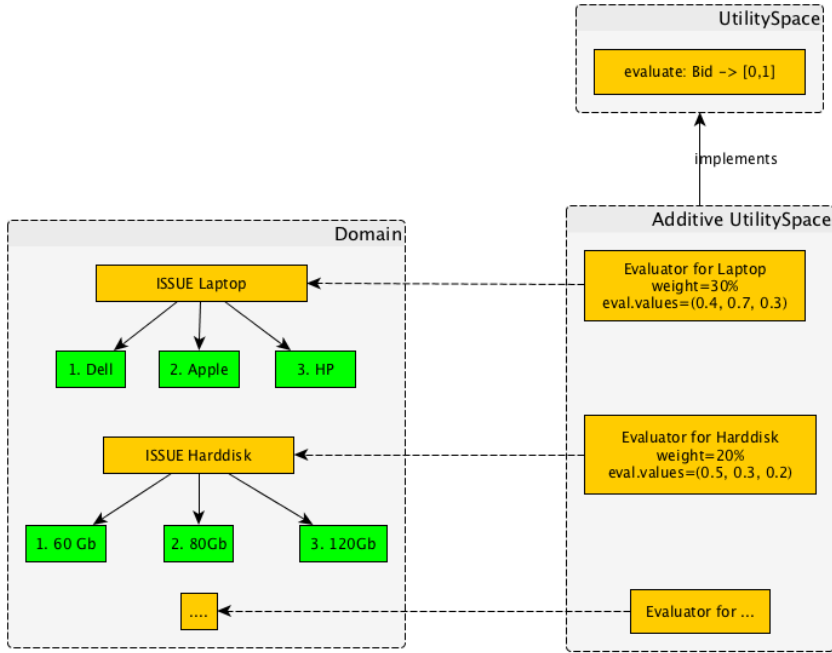 UtilitySpace
evaluate: Bid -> [0,1]
implements
Domain
ISSUE Laptop
1. Dell
2. Apple
3. HP
ISSUE Harddisk
1. 60 Gb
2. 80Gb
3. 120Gb
....
Additive UtilitySpace
Evaluator for Laptop
weight=30%
eval.values=(0.4, 0.7, 0.3)
Evaluator for Harddisk
weight=20%
eval.values=(0.5, 0.3, 0.2)
Evaluator for ...